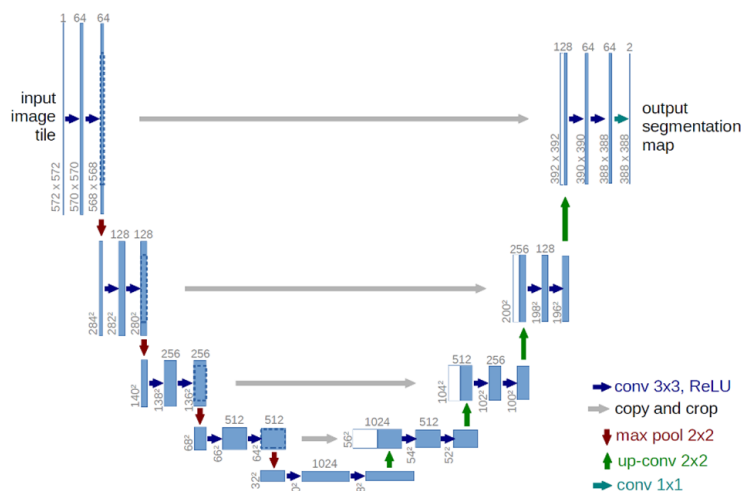 1
64
64
input
image
tile
572 x 572
570 x 570
568 x 568
128
64
64
2
output
segmentation
map
392 x 392
390 x 390
388 x 388
388 x 388
128
128
284²
282²
280²
256
128
200²
198²
196²
256
256
140²
138²
136²
512
256
104²
102²
100²
512
512
68²
66²
64²
1024
512
56²
54²
52²
1024
32²
conv 3x3, ReLU
copy and crop
max pool 2x2
up-conv 2x2
conv 1x1